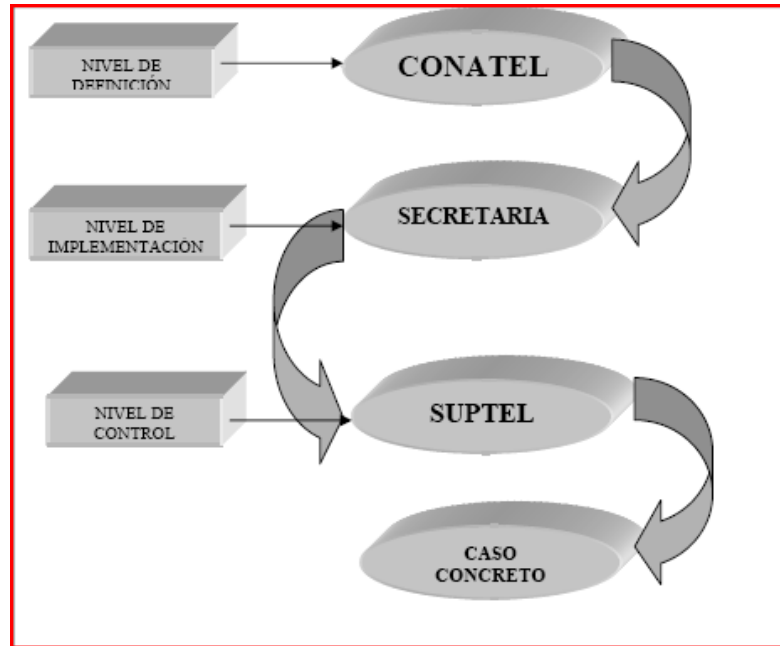 NIVEL DE
DEFINICIÓN
CONATEL
NIVEL DE
IMPLEMENTACIÓN
SECRETARIA
NIVEL DE
CONTROL
SUPTEL
CASO
CONCRETO